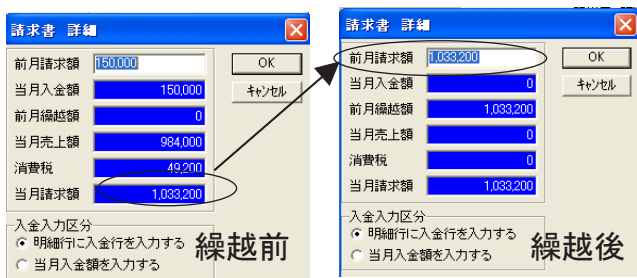 請求書 詳細
前月請求額 150,000
OK
当月入金額 150,000
キャンセル
前月繰越額 0
当月売上額 984,000
消費税 49,200
当月請求額 1,033,200
入金入力区分
明細行に入金行を入力する
当月入金額を入力する
繰越前
請求書 詳細
前月請求額 1,033,200
OK
当月入金額 0
キャンセル
前月繰越額 1,033,200
当月売上額 0
消費税 0
当月請求額 1,033,200
入金入力区分
明細行に入金行を入力する
当月入金額を入力する
繰越後